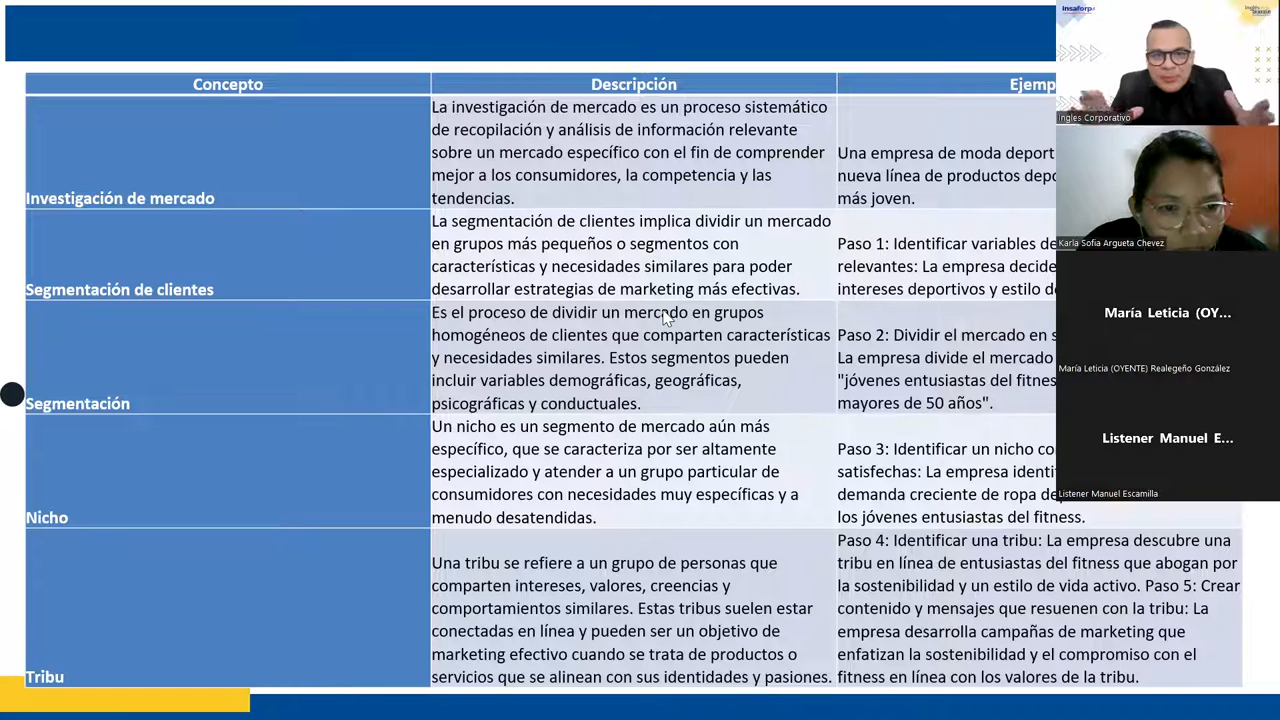 Concepto
Descripción
Ejemp
Investigación de mercado
La investigación de mercado es un proceso sistemático
de recopilación y análisis de información relevante
sobre un mercado específico con el fin de comprender
mejor a los consumidores, la competencia y las
tendencias.
Una empresa de moda deport
nueva línea de productos depo
más joven.
Segmentación de clientes
La segmentación de clientes implica dividir un mercado
en grupos más pequeños o segmentos con
características y necesidades similares para poder
desarrollar estrategias de marketing más efectivas.
Paso 1: Identificar variables de
relevantes: La empresa decide
intereses deportivos y estilo d
Segmentación
Es el proceso de dividir un mercado en grupos
homogéneos de clientes que comparten características
y necesidades similares. Estos segmentos pueden
incluir variables demográficas, geográficas,
psicográficas y conductuales.
Paso 2: Dividir el mercado en s
La empresa divide el mercado
"jóvenes entusiastas del fitnes
mayores de 50 años".
Nicho
Un nicho es un segmento de mercado aún más
específico, que se caracteriza por ser altamente
especializado y atender a un grupo particular de
consumidores con necesidades muy específicas y a
menudo desatendidas.
Paso 3: Identificar un nicho co
satisfechas: La empresa identif
demanda creciente de ropa de
los jóvenes entusiastas del fitness.
Tribu
Una tribu se refiere a un grupo de personas que
comparten intereses, valores, creencias y
comportamientos similares. Estas tribus suelen estar
conectadas en línea y pueden ser un objetivo de
marketing efectivo cuando se trata de productos o
servicios que se alinean con sus identidades y pasiones.
Paso 4: Identificar una tribu: La empresa descubre una
tribu en línea de entusiastas del fitness que abogan por
la sostenibilidad y un estilo de vida activo. Paso 5: Crear
contenido y mensajes que resuenen con la tribu: La
empresa desarrolla campañas de marketing que
enfatizan la sostenibilidad y el compromiso con el
fitness en línea con los valores de la tribu.
insaforp
Ingles Corporativo
Karla Sofia Argueta Chevez
María Leticia (OY...
María Leticia (OYENTE) Realegeño González
Listener Manuel E...
Listener Manuel Escamilla